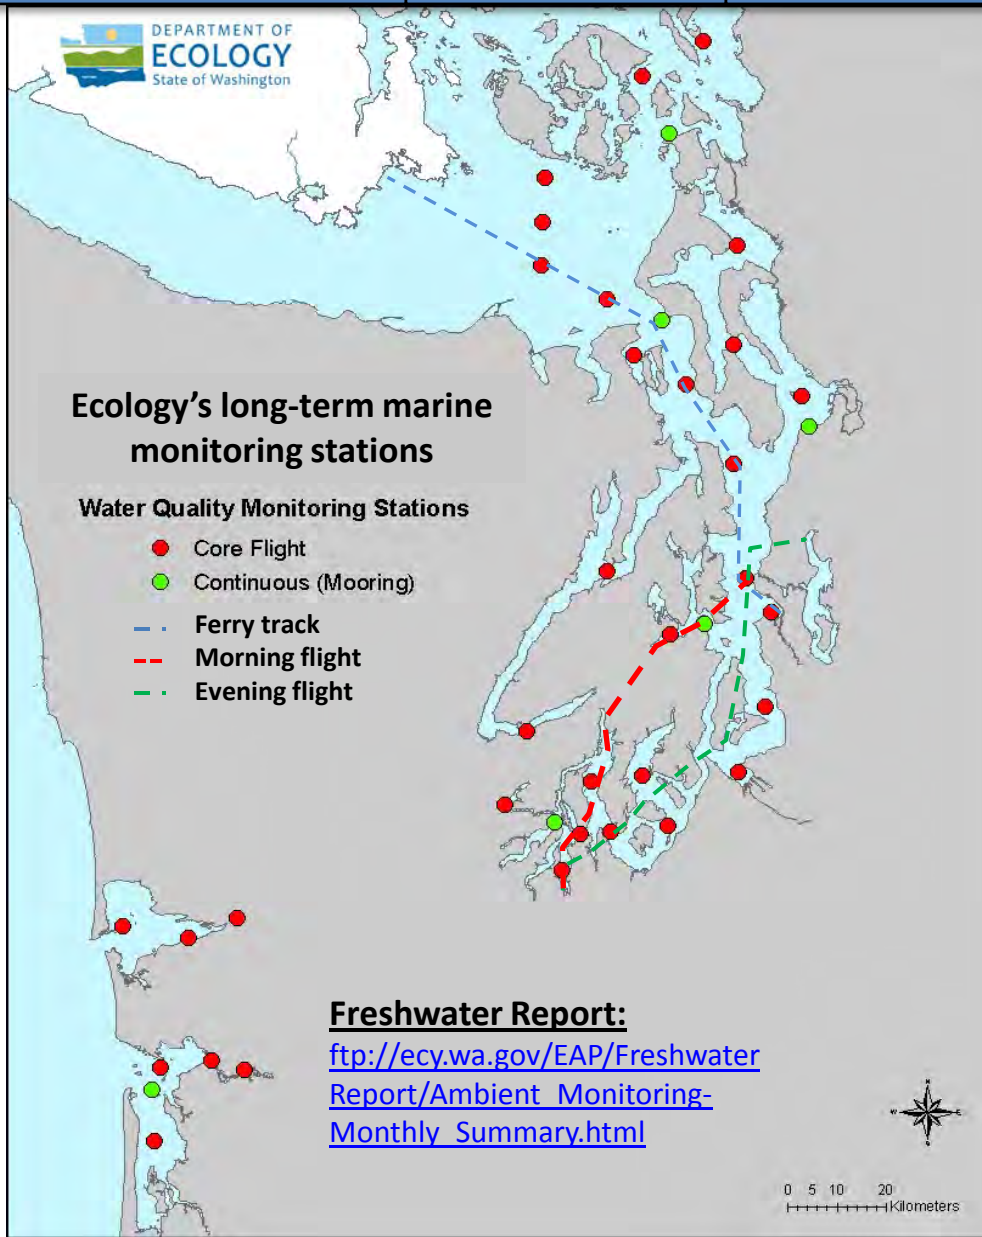 DEPARTMENT OF
ECOLOGY
State of Washington
Ecology’s long-term marine
monitoring stations
Water Quality Monitoring Stations
Core Flight
Continuous (Mooring)
Ferry track
Morning flight
Evening flight
Freshwater Report:
ftp://ecy.wa.gov/EAP/Freshwater
Report/Ambient_Monitoring-
Monthly_Summary.html
N
W E
S
0 5 10 20
Kilometers